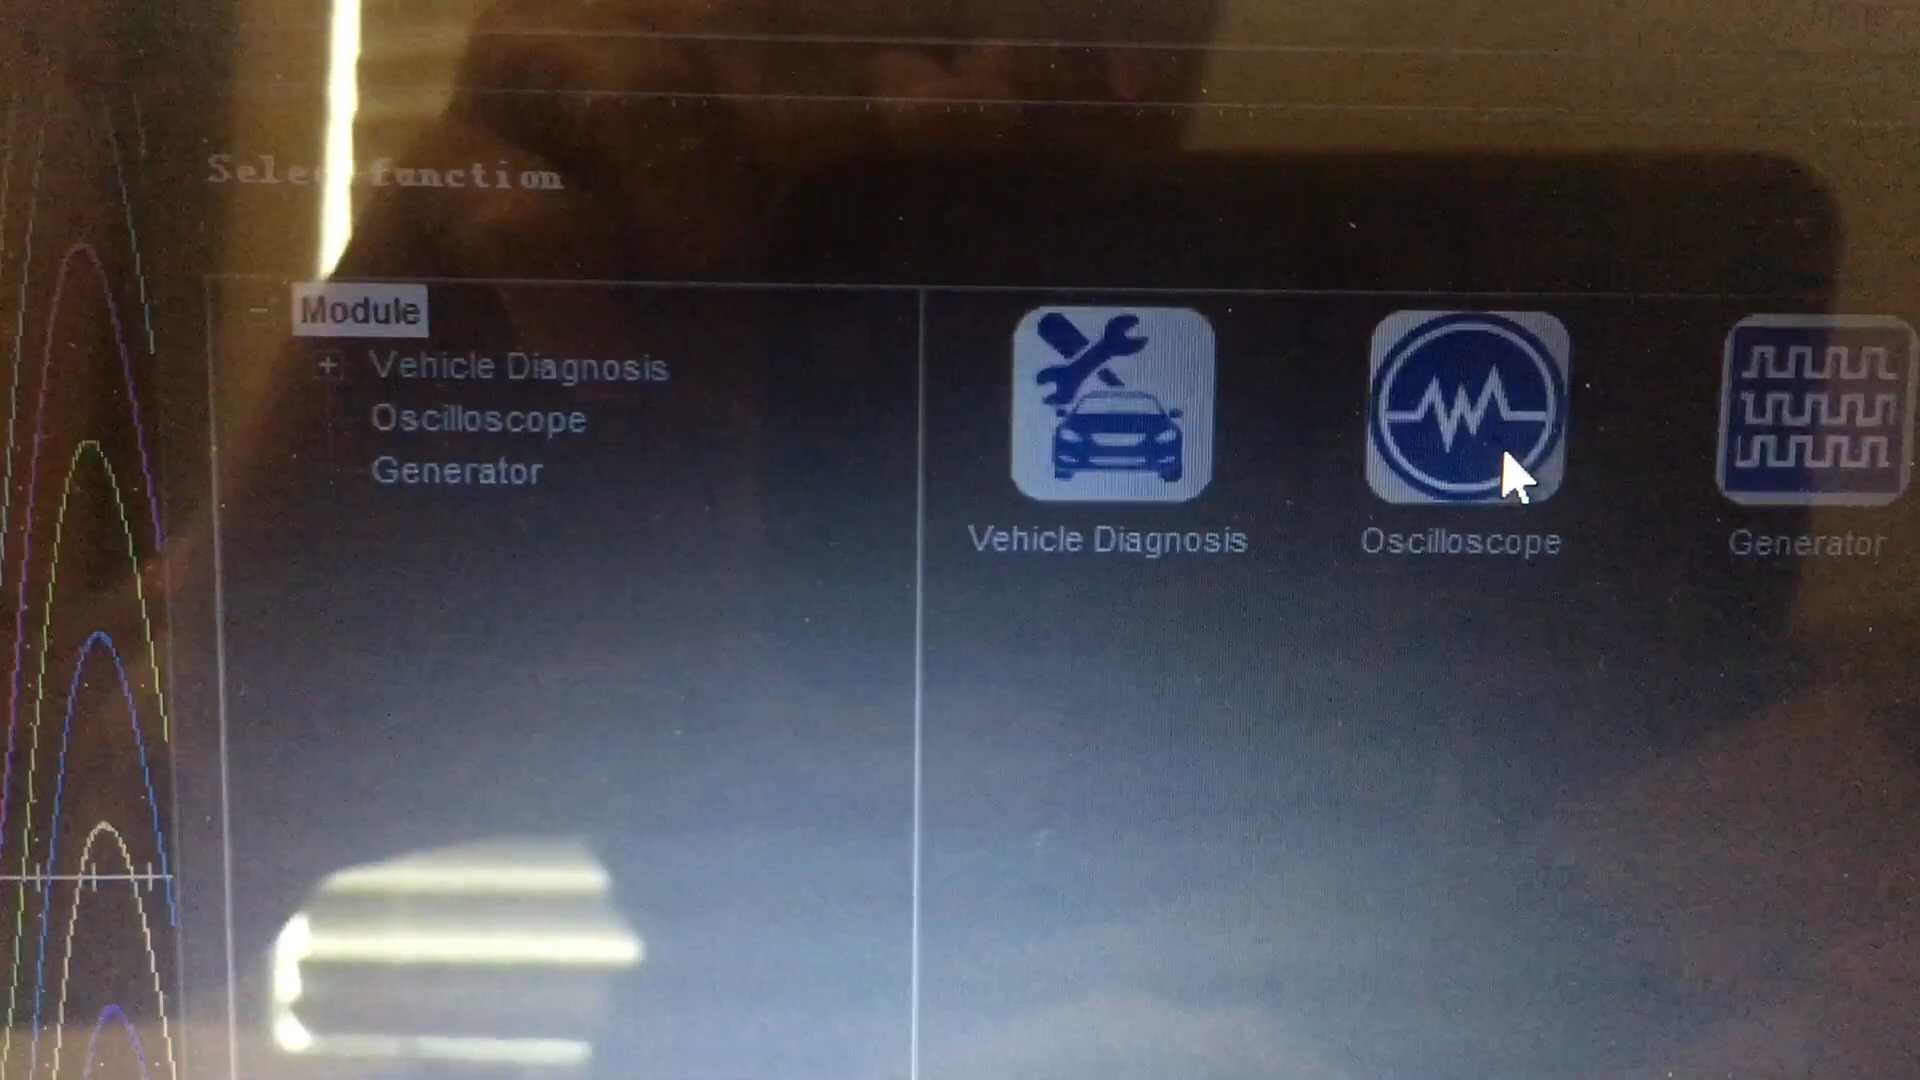 Select function
Module
Vehicle Diagnosis
Oscilloscope
Generator
Vehicle Diagnosis
Oscilloscope
Generator